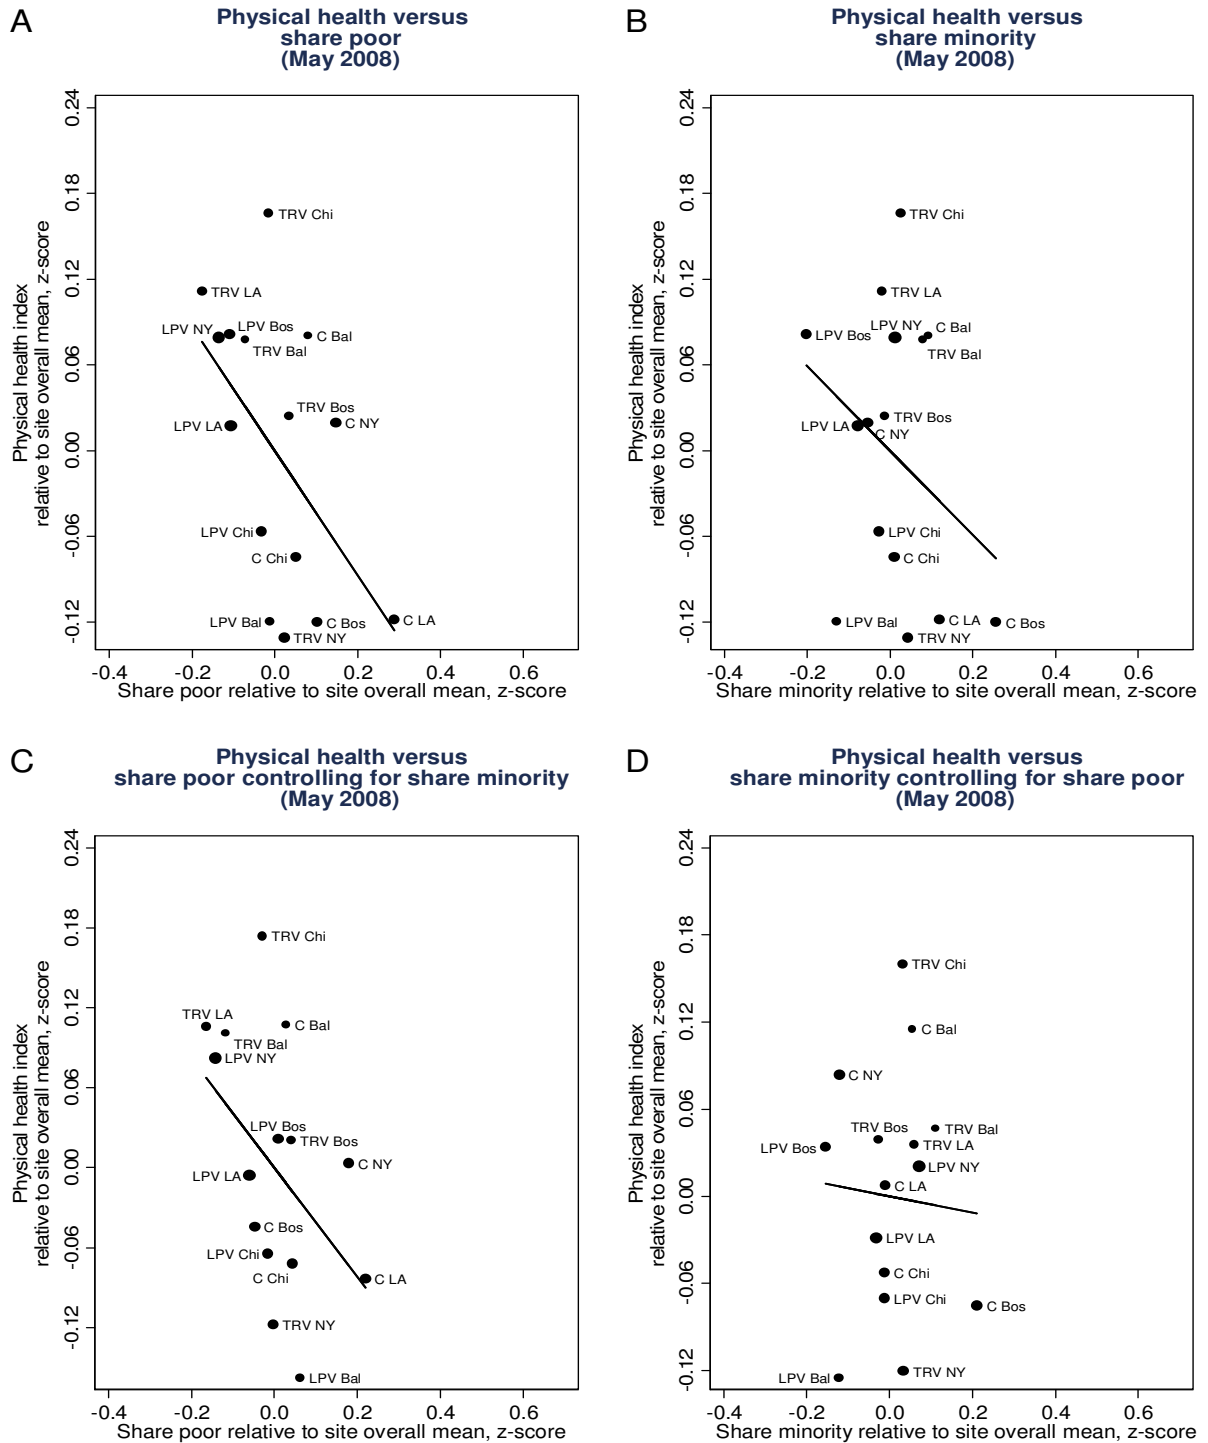 A
Physical health versus
share poor
(May 2008)
Physical health index
relative to site overall mean, z-score
0.24
0.18
0.12
0.06
0.00
-0.06
-0.12
TRV Chi
TRV LA
LPV NY
LPV Bos
C Bal
TRV Bal
TRV Bos
C NY
LPV LA
LPV Chi
C Chi
LPV Bal
C Bos
C LA
TRV NY
-0.4 -0.2 0.0 0.2 0.4 0.6
Share poor relative to site overall mean, z-score
B
Physical health versus
share minority
(May 2008)
Physical health index
relative to site overall mean, z-score
0.24
0.18
0.12
0.06
0.00
-0.06
-0.12
TRV Chi
TRV LA
LPV Bos
LPV NY
C Bal
TRV Bal
TRV Bos
LPV LA
C NY
LPV Chi
C Chi
LPV Bal
C LA
C Bos
TRV NY
-0.4 -0.2 0.0 0.2 0.4 0.6
Share minority relative to site overall mean, z-score
C
Physical health versus
share poor controlling for share minority
(May 2008)
Physical health index
relative to site overall mean, z-score
0.24
0.18
0.12
0.06
0.00
-0.06
-0.12
TRV Chi
TRV LA
C Bal
TRV Bal
LPV NY
LPV Bos
TRV Bos
C NY
LPV LA
C Bos
LPV Chi
C Chi
C LA
TRV NY
LPV Bal
-0.4 -0.2 0.0 0.2 0.4 0.6
Share poor relative to site overall mean, z-score
D
Physical health versus
share minority controlling for share poor
(May 2008)
Physical health index
relative to site overall mean, z-score
0.24
0.18
0.12
0.06
0.00
-0.06
-0.12
TRV Chi
C Bal
C NY
TRV Bos
TRV Bal
LPV Bos
TRV LA
LPV NY
C LA
LPV LA
C Chi
LPV Chi
C Bos
TRV NY
LPV Bal
-0.4 -0.2 0.0 0.2 0.4 0.6
Share minority relative to site overall mean, z-score